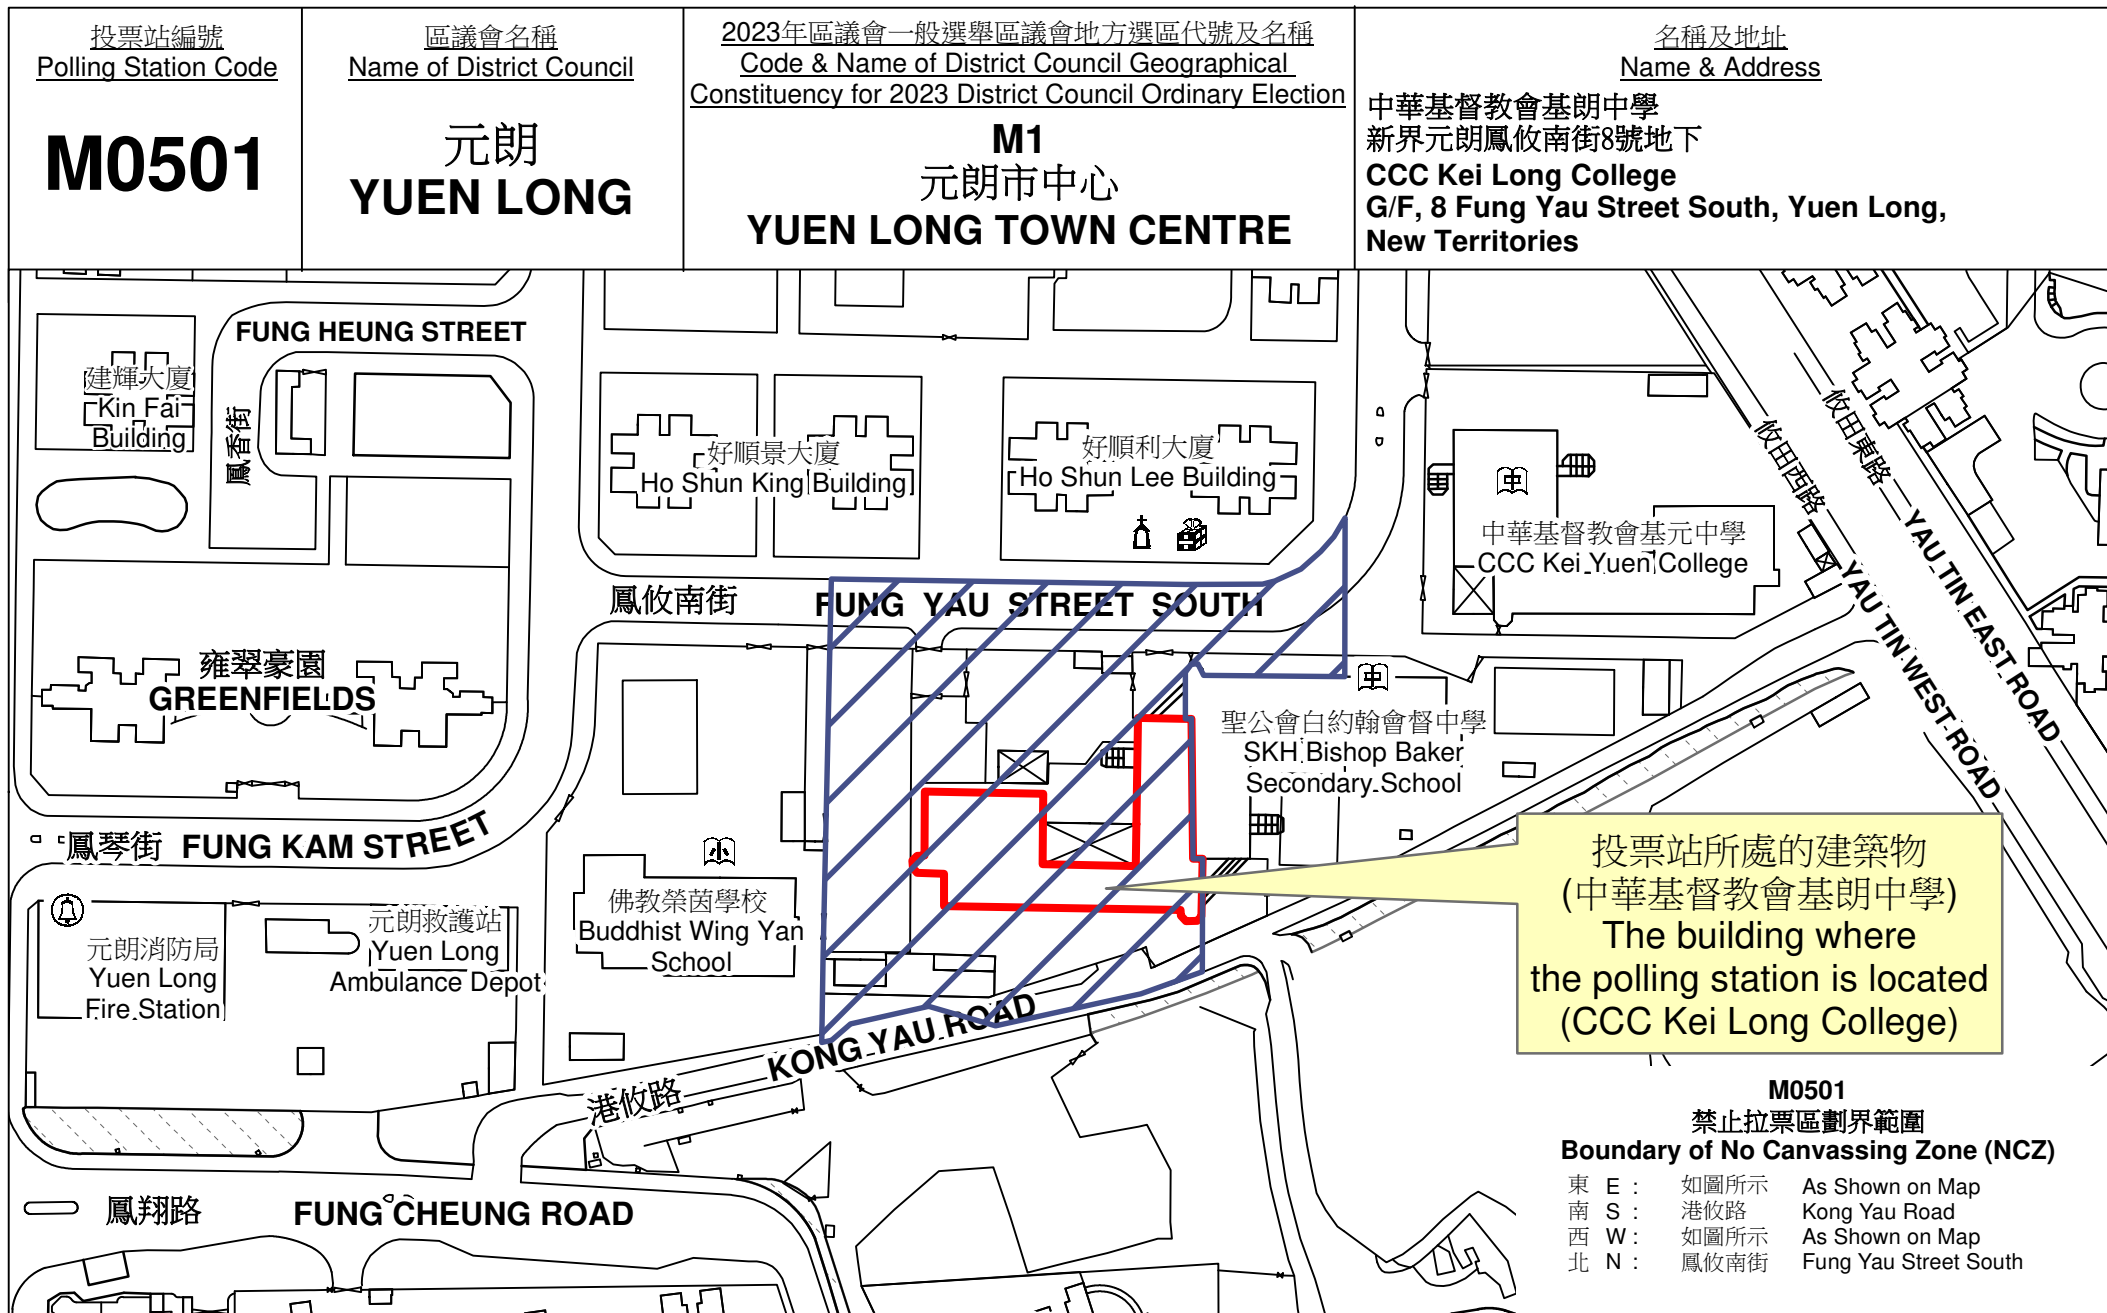 投票站編號
Polling Station Code
M0501
區議會名稱
Name of District Council
元朗
YUEN LONG
2023年區議會一般選舉區議會地方選區代號及名稱
Code & Name of District Council Geographical
Constituency for 2023 District Council Ordinary Election
M1
元朗市中心
YUEN LONG TOWN CENTRE
名稱及地址
Name & Address
中華基督教會基朗中學
新界元朗鳳攸南街8號地下
CCC Kei Long College
G/F, 8 Fung Yau Street South, Yuen Long,
New Territories
FUNG HEUNG STREET
鳳香街
建輝大廈
Kin Fai
Building
好順景大廈
Ho Shun King Building
好順利大廈
Ho Shun Lee Building
中
中華基督教會基元中學
CCC Kei Yuen College
攸田東路
YAU TIN EAST ROAD
攸田西路
YAU TIN WEST ROAD
鳳攸南街 FUNG YAU STREET SOUTH
雍翠豪園
GREENFIELDS
中
聖公會白約翰會督中學
SKH Bishop Baker
Secondary School
鳳琴街 FUNG KAM STREET
小
佛教榮茵學校
Buddhist Wing Yan
School
元朗消防局
Yuen Long
Fire Station
元朗救護站
Yuen Long
Ambulance Depot
投票站所處的建築物
(中華基督教會基朗中學)
The building where
the polling station is located
(CCC Kei Long College)
港攸路 KONG YAU ROAD
鳳翔路 FUNG CHEUNG ROAD
M0501
禁止拉票區劃界範圍
Boundary of No Canvassing Zone (NCZ)
東 E : 如圖所示 As Shown on Map
南 S : 港攸路 Kong Yau Road
西 W : 如圖所示 As Shown on Map
北 N : 鳳攸南街 Fung Yau Street South